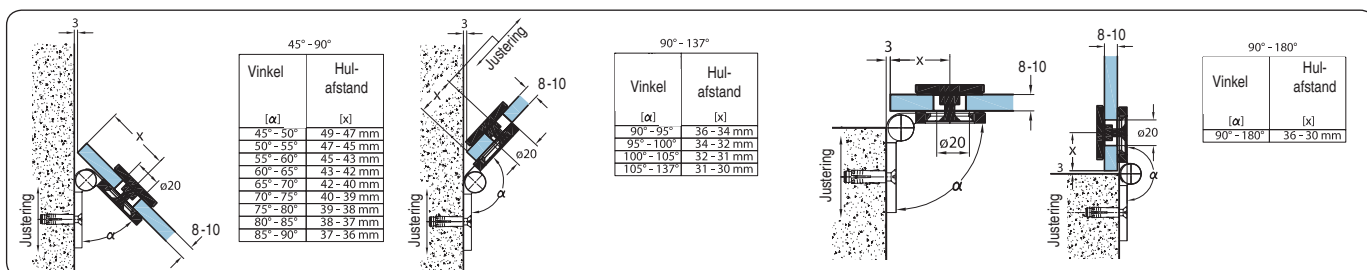 3
x
ø20
8-10
α
Justering
45° - 90°
Vinkel Hul-
afstand
[α] [x]
45° - 50° 49 - 47 mm
50° - 55° 47 - 45 mm
55° - 60° 45 - 43 mm
60° - 65° 43 - 42 mm
65° - 70° 42 - 40 mm
70° - 75° 40 - 39 mm
75° - 80° 39 - 38 mm
80° - 85° 38 - 37 mm
85° - 90° 37 - 36 mm
3
Justering
x
8-10
ø20
α
Justering
90° - 137°
Vinkel Hul-
afstand
[α] [x]
90° - 95° 36 - 34 mm
95° - 100° 34 - 32 mm
100° - 105° 32 - 31 mm
105° - 137° 31 - 30 mm
3
x
8-10
ø20
α
Justering
8-10
ø20
x
3
α
Justering
90° - 180°
Vinkel Hul-
afstand
[α] [x]
90° - 180° 36 - 30 mm